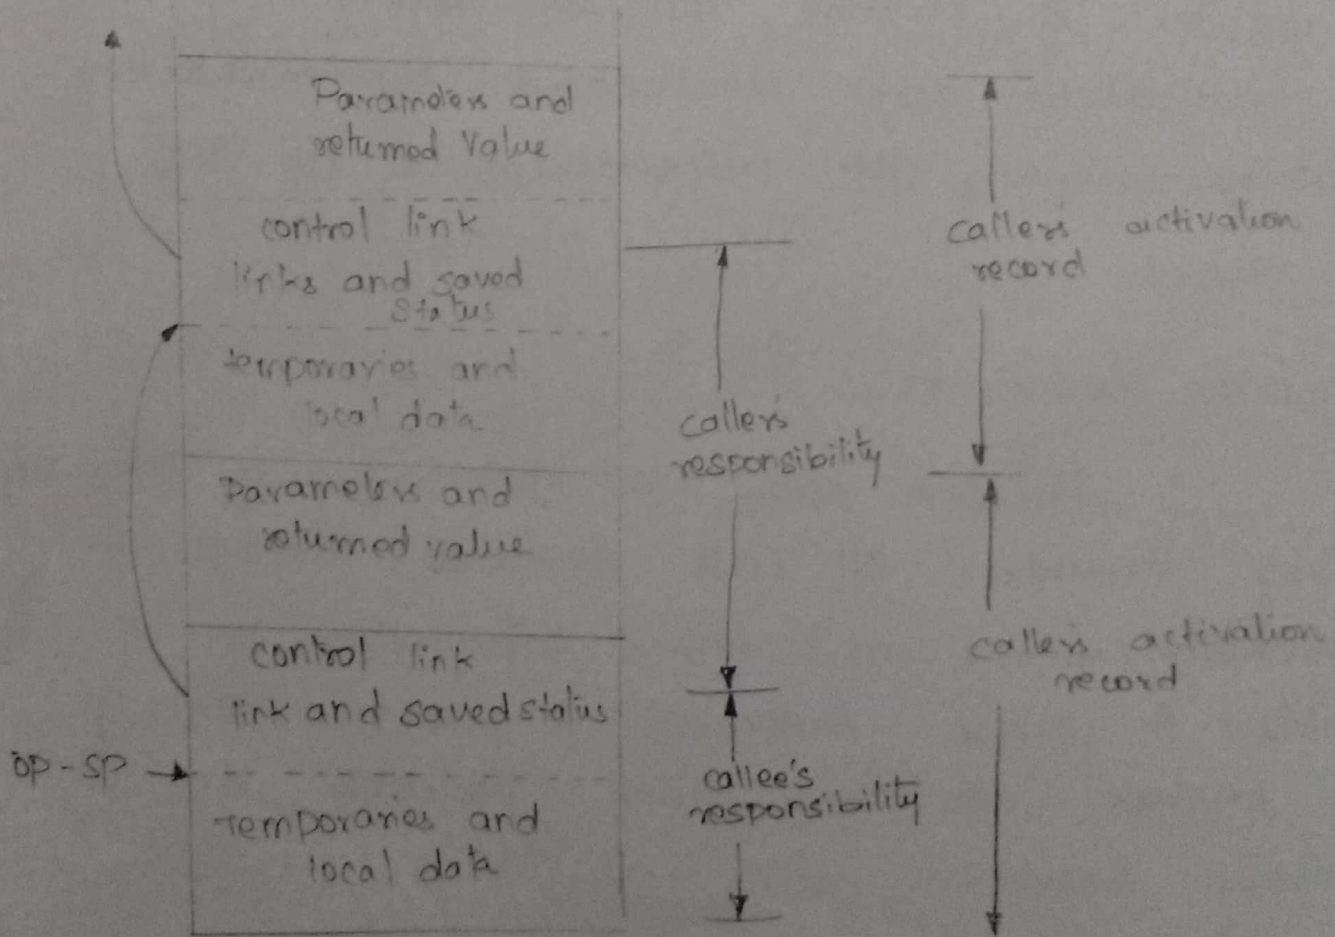 Parameters and
returned value
control link
links and saved
status
temporaries and
local data
Parameters and
returned value
control link
link and saved status
Temporaries and
local data
op-sp
caller's
responsibility
callee's
responsibility
caller's activation
record
caller's activation
record